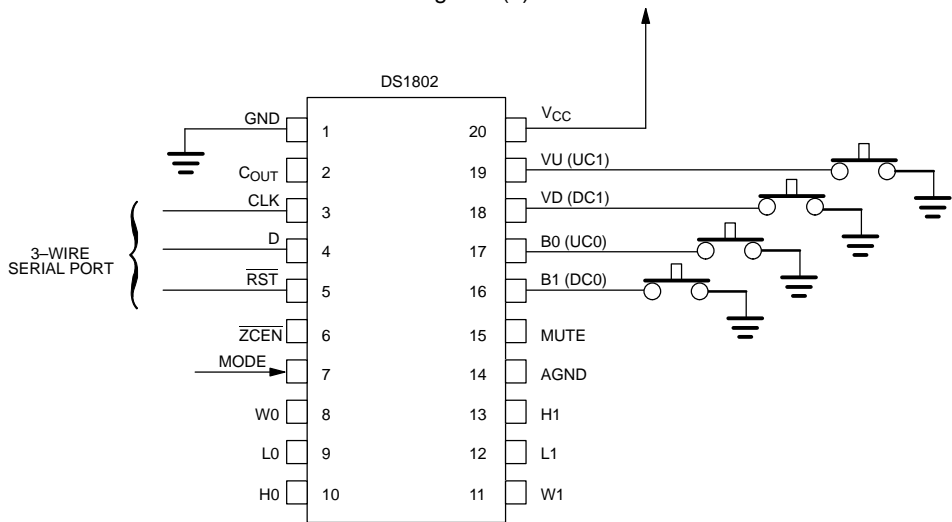 DS1802
GND 1
COUT 2
CLK 3
D 4
RST 5
ZCEN 6
MODE 7
W0 8
L0 9
H0 10
20 VCC
19 VU (UC1)
18 VD (DC1)
17 B0 (UC0)
16 B1 (DC0)
15 MUTE
14 AGND
13 H1
12 L1
11 W1
3–WIRE
SERIAL PORT